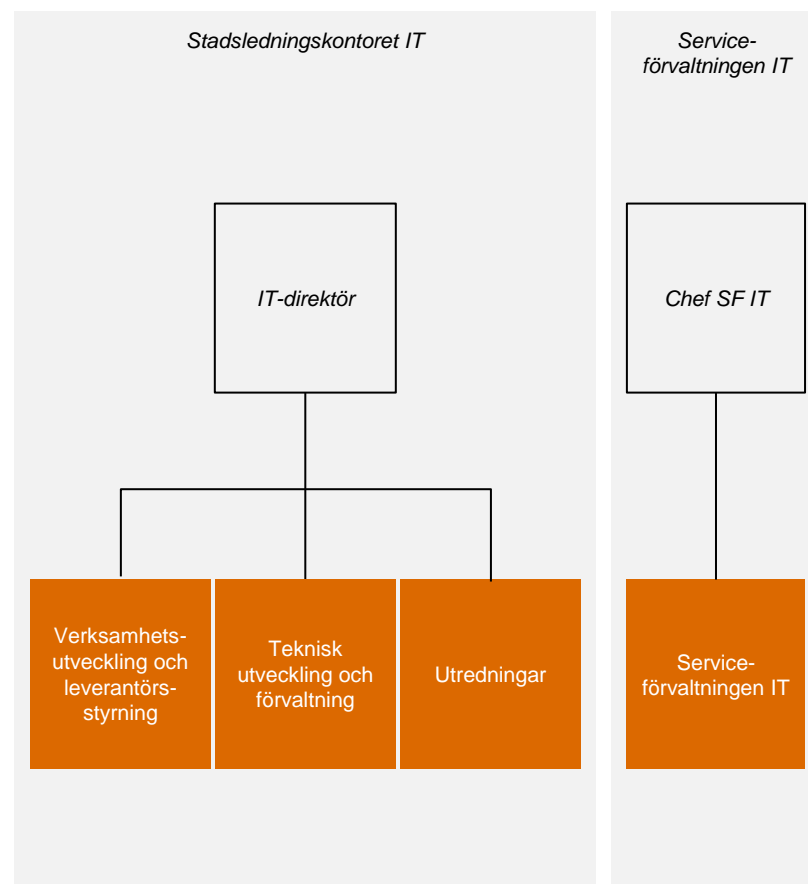 Stadsledningskontoret IT
Service-
förvaltningen IT
IT-direktör
Chef SF IT
Verksamhets-
utveckling och
leverantörs-
styrning
Teknisk
utveckling och
förvaltning
Utredningar
Service-
förvaltningen IT